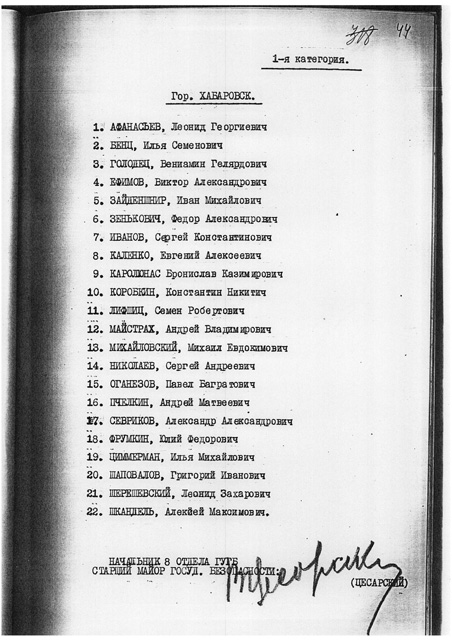 44
1-я категория.
Гор. ХАБАРОВСК.
1. АФАНАСЬЕВ, Леонид Георгиевич
2. БЕНЦ, Илья Семенович
3. ГОЛОДЕЦ, Вениамин Гелярдович
4. ЕФИМОВ, Виктор Александрович
5. ЗАЙДЕНШНИР, Иван Михайлович
6. ЗЕНЬКОВИЧ, Федор Александрович
7. ИВАНОВ, Сергей Константинович
8. КАЛЕНКО, Евгений Алексеевич
9. КАРОЛЮНАС Бронислав Казимирович
10. КОРОБКИН, Константин Никитич
11. ЛИФШИЦ, Семен Робертович
12. МАЙСТРАХ, Андрей Владимирович
13. МИХАЙЛОВСКИЙ, Михаил Евдокимович
14. НИКОЛАЕВ, Сергей Андреевич
15. ОГАНЕЗОВ, Павел Багратович
16. ПЧЕЛКИН, Андрей Матвеевич
17. СЕВРИКОВ, Александр Александрович
18. ФРУМКИН, Юлий Федорович
19. ЦИММЕРМАН, Илья Михайлович
20. ШАПОВАЛОВ, Григорий Иванович
21. ШЕРЕШЕВСКИЙ, Леонид Захарович
22. ШКАНДЕЛЬ, Алексей Максимович.
НАЧАЛЬНИК 8 ОТДЕЛА ГУГБ
СТАРШИЙ МАЙОР ГОСУД. БЕЗОПАСНОСТИ:
(ЦЕСАРСКИЙ)